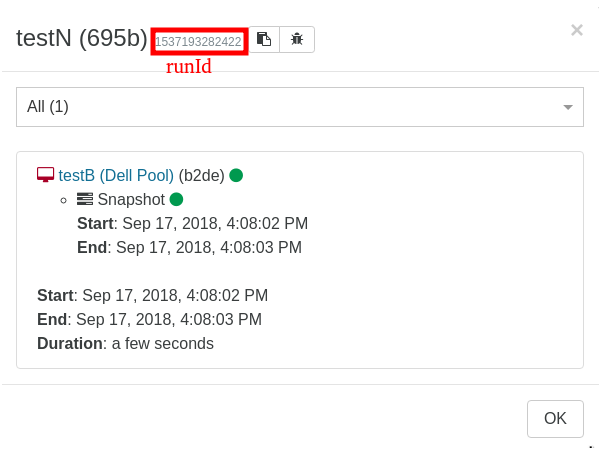 testN (695b) 1537193282422
runId
All (1)
testB (Dell Pool) (b2de)
Snapshot
Start: Sep 17, 2018, 4:08:02 PM
End: Sep 17, 2018, 4:08:03 PM
Start: Sep 17, 2018, 4:08:02 PM
End: Sep 17, 2018, 4:08:03 PM
Duration: a few seconds
OK